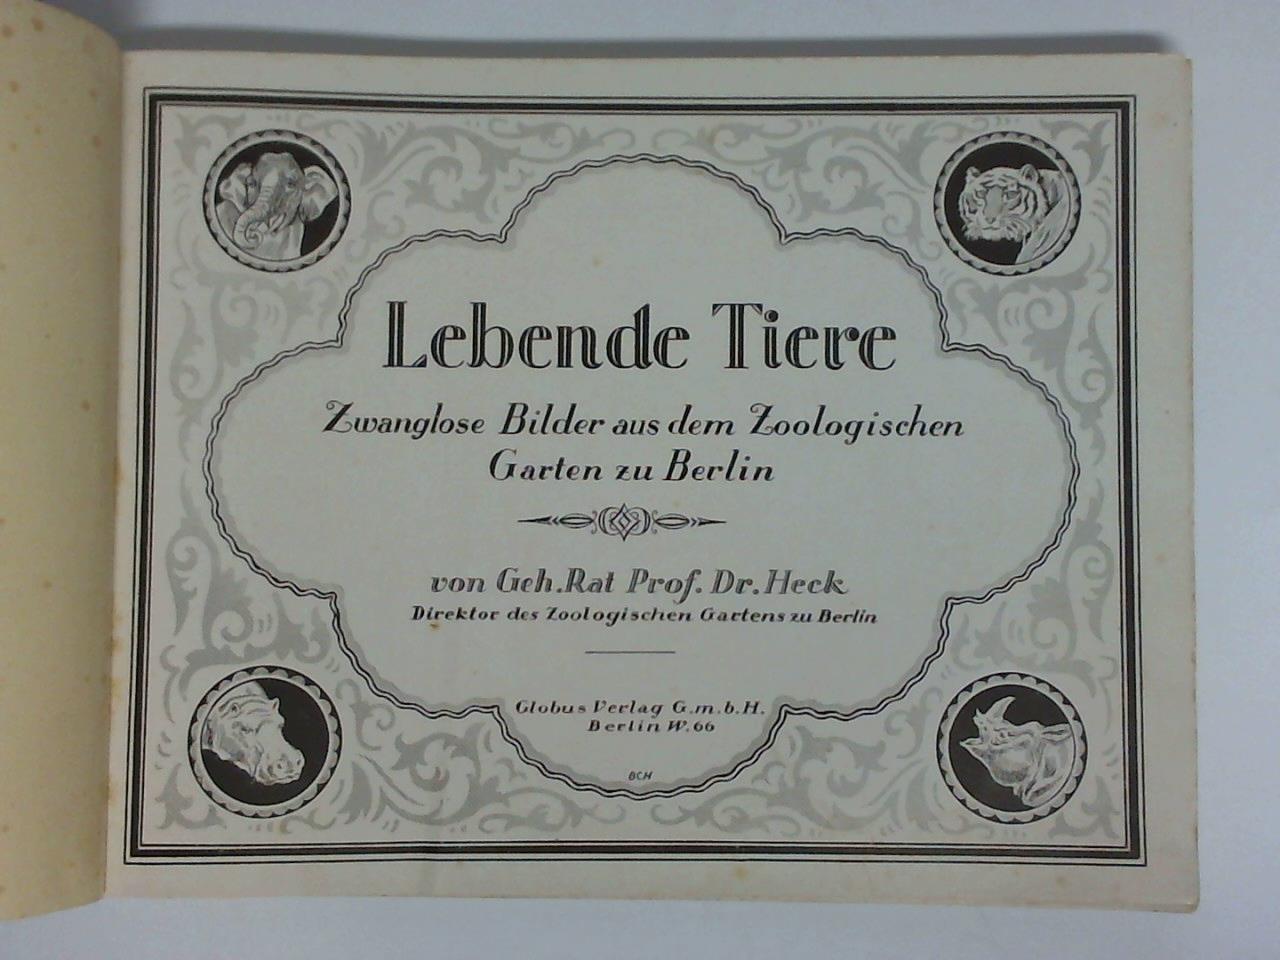 Lebende Tiere
Zwanglose Bilder aus dem Zoologischen
Garten zu Berlin
von Geh. Rat Prof. Dr. Heck
Direktor des Zoologischen Gartens zu Berlin
Globus Verlag G.m.b.H.
Berlin W. 66
BCH